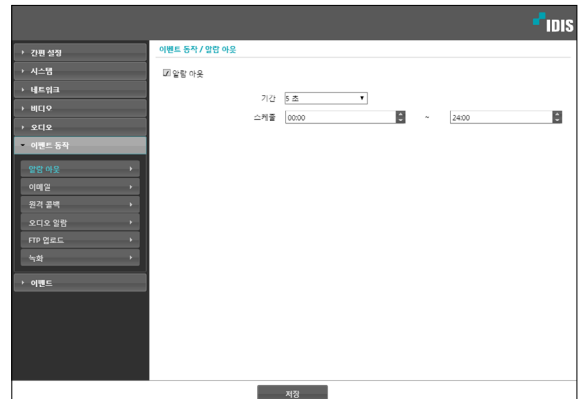 IDIS
간편 설정
시스템
네트워크
비디오
오디오
이벤트 동작
알람 아웃
이메일
원격 콜백
오디오 알람
FTP 업로드
녹화
이벤트
이벤트 동작 / 알람 아웃
알람 아웃
기간 5 초
스케쥴 00:00 ~ 24:00
저장